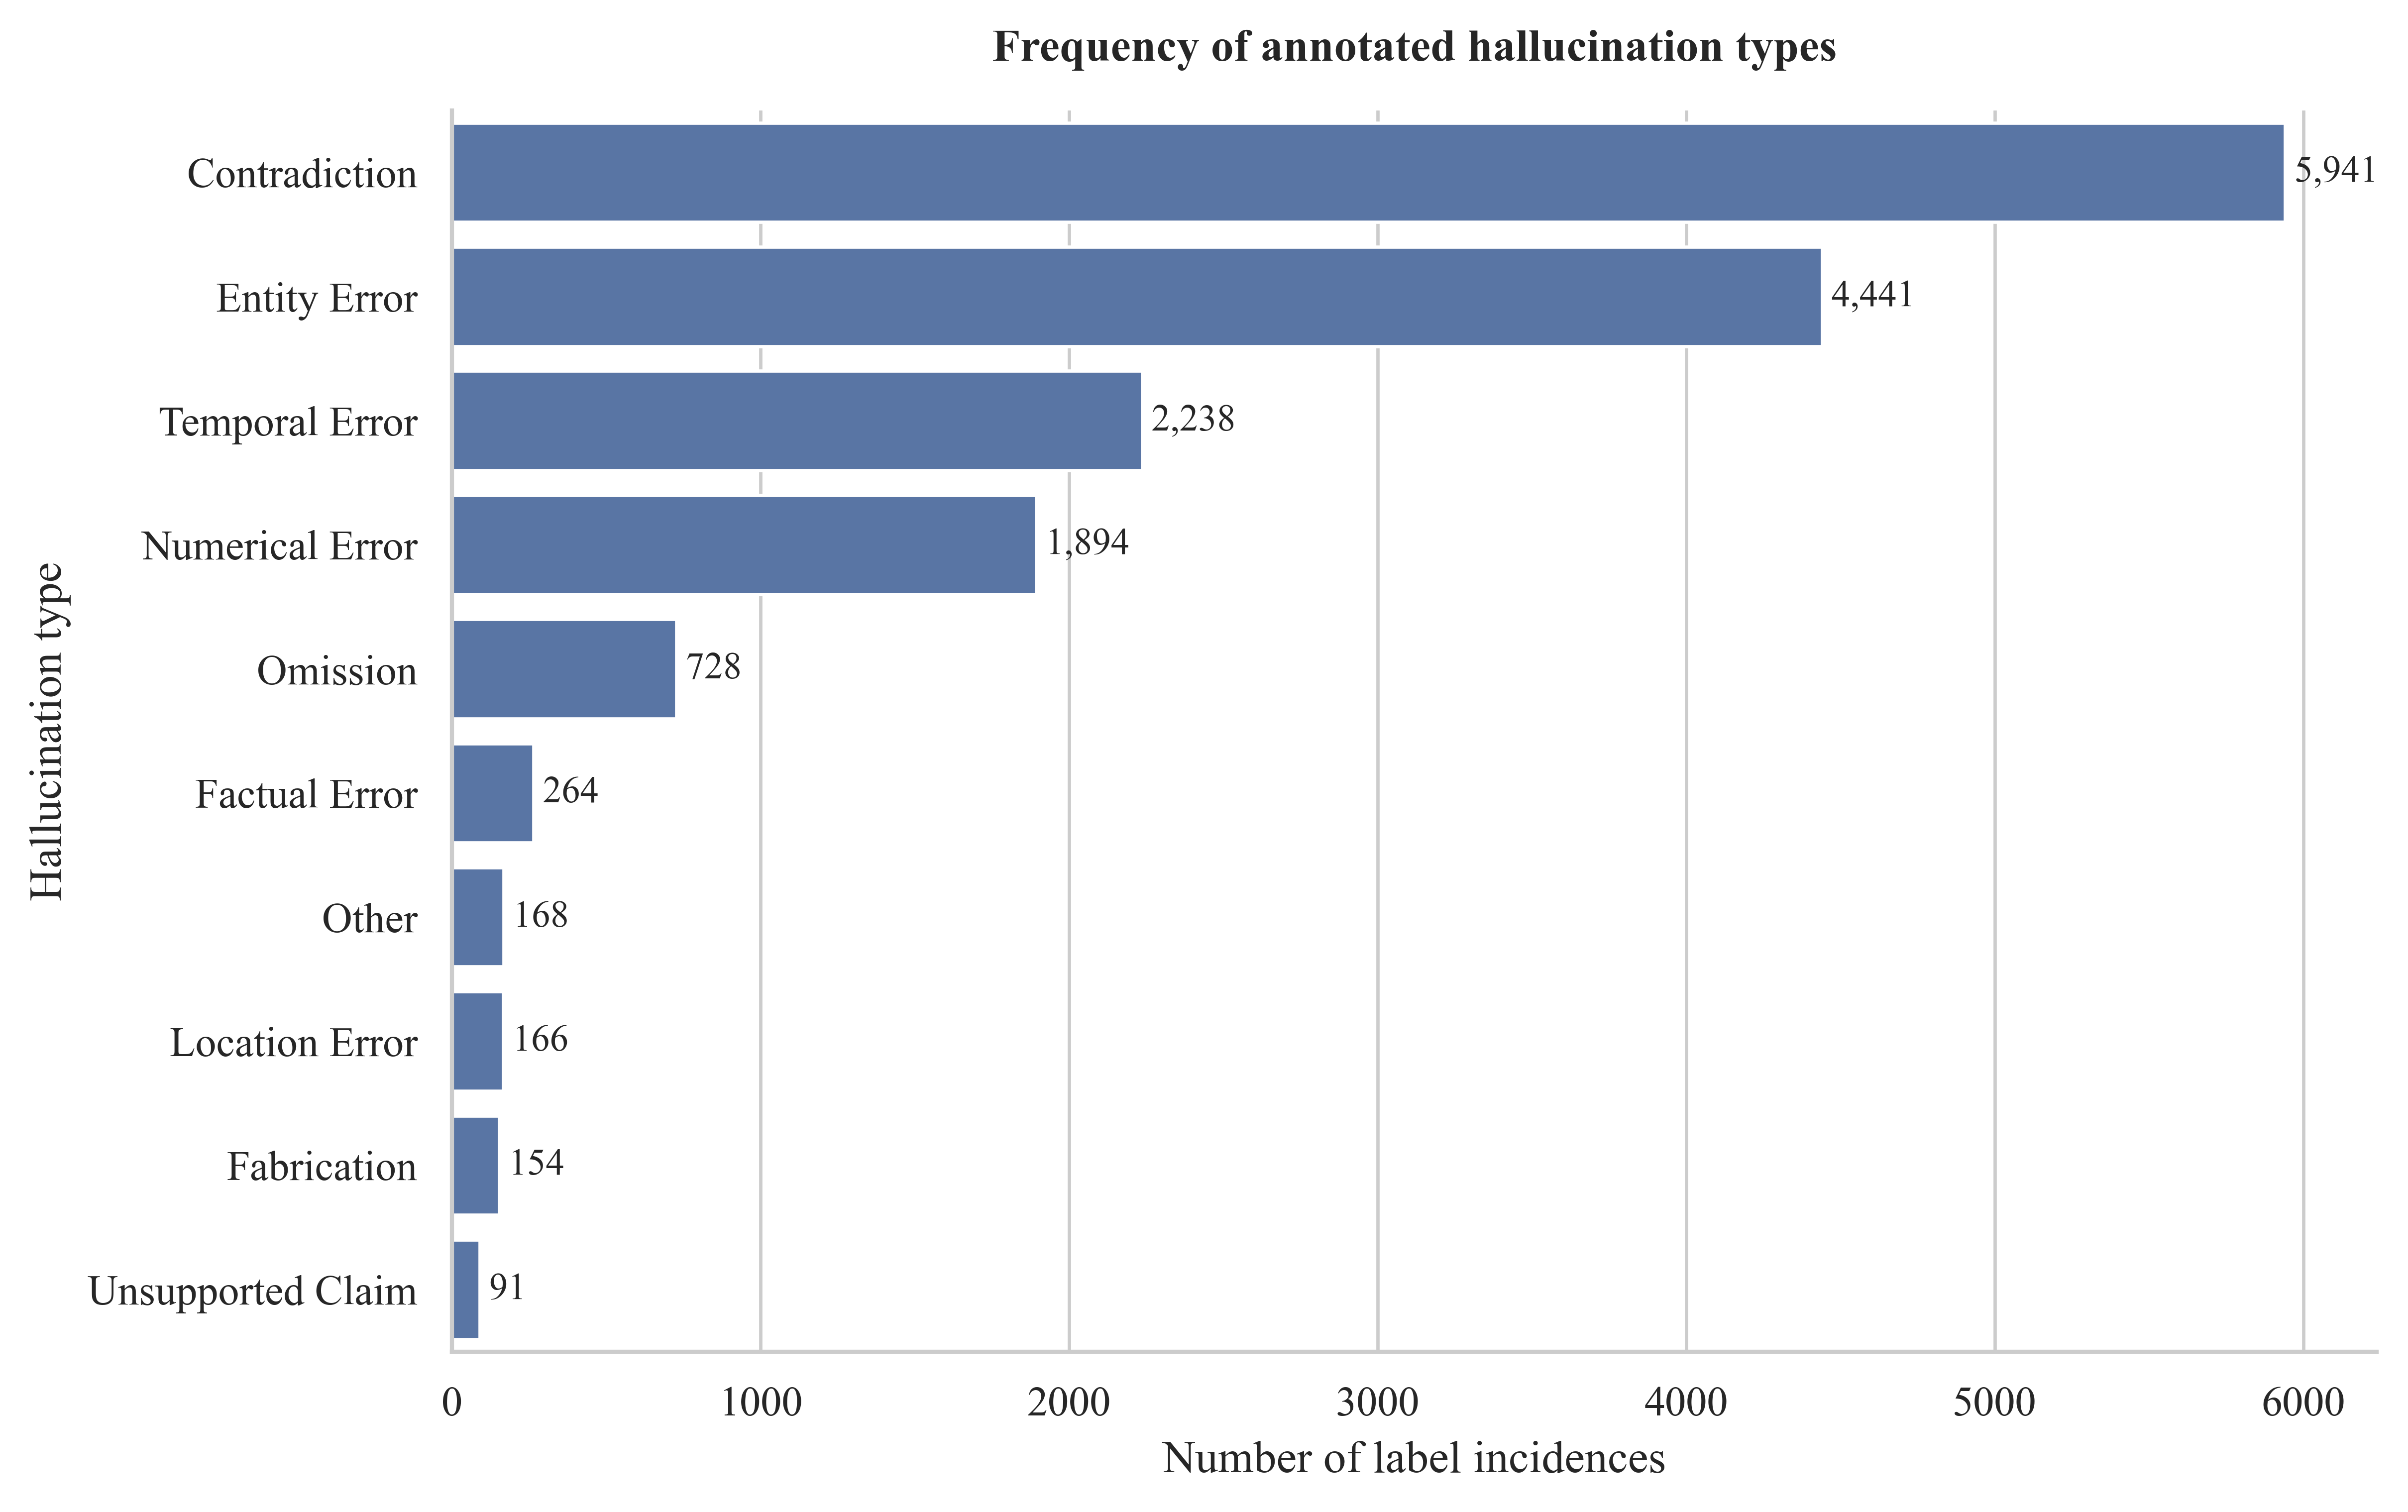 Frequency of annotated hallucination types
Hallucination type
Contradiction 5,941
Entity Error 4,441
Temporal Error 2,238
Numerical Error 1,894
Omission 728
Factual Error 264
Other 168
Location Error 166
Fabrication 154
Unsupported Claim 91
0 1000 2000 3000 4000 5000 6000
Number of label incidences